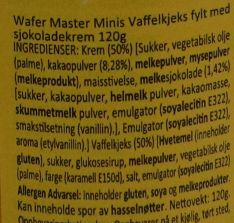 Wafer Master Minis Vaffelkjeks fylt med
sjokoladekrem 120g
INGREDIENSER: Krem (50%) [Sukker, vegetabilsk olje
(palme), kakaopulver (8,28%), melkepulver, mysepulver
(melkeprodukt), maisstivelse, melkesjokolade (1,42%)
[sukker, kakaopulver, helmelk pulver, kakaomasse,
skummetmelk pulver, emulgator (soyalecitin E322),
smakstilsetning (vanillin).], Emulgator (soyalecitin E322),
aroma (etylvanillin).] Vaffelkjeks (50%) [Hvetemel (inneholder
gluten), sukker, glukosesirup, melkepulver, vegetabilsk olje
(palme), farge (karamell E150d), salt, emulgator (soyalecitin E322)
Allergen Advarsel: Inneholder gluten, soya og melkeprodukter.
Kan inneholde spor av hasselnøtter. Nettovekt: 120g.